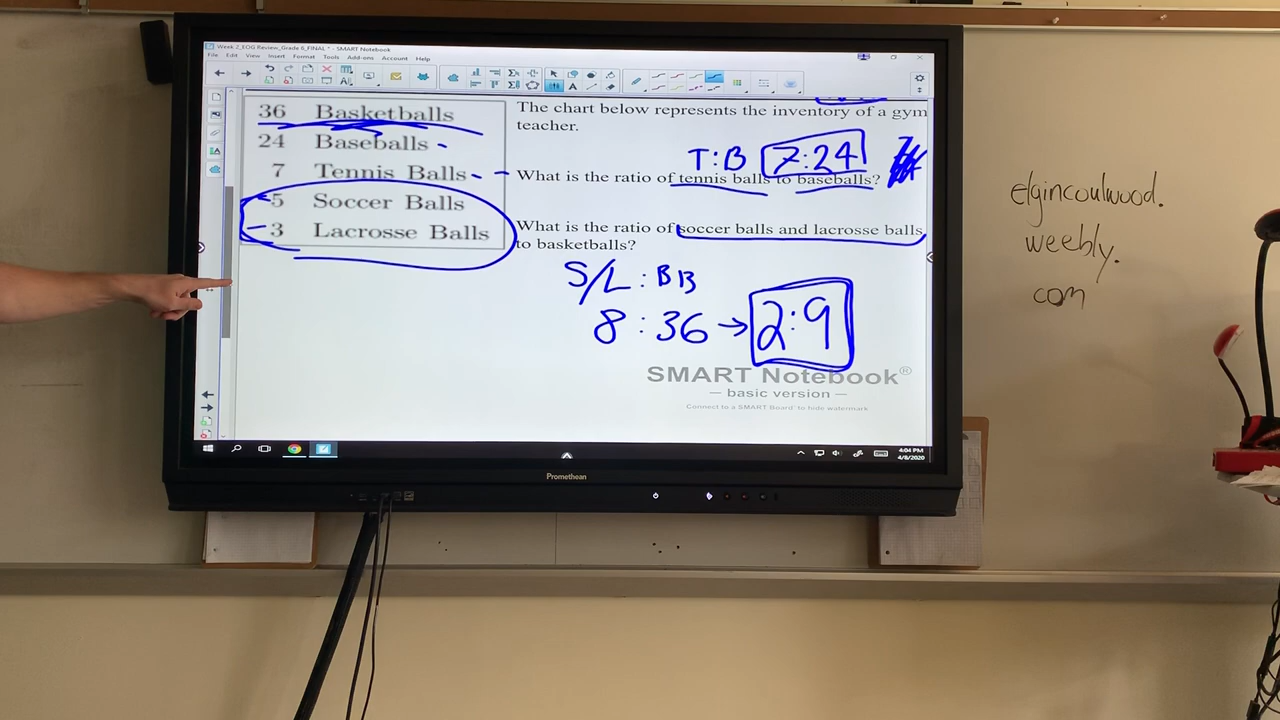 Week 2_EOG Review_Grade 6_FINAL * - SMART Notebook
File Edit View Insert Format Tools Add-ons Account Help
36 Basketballs
24 Baseballs
7 Tennis Balls
5 Soccer Balls
3 Lacrosse Balls
The chart below represents the inventory of a gym
teacher.
T:B 7:24
What is the ratio of tennis balls to baseballs?
What is the ratio of soccer balls and lacrosse balls
to basketballs?
S/L : BB
8 : 36 → 2:9
SMART Notebook®
— basic version —
Connect to a SMART Board® to hide watermark
4:04 PM
4/8/2020
Promethean
elgincoulwood.
weebly.
com